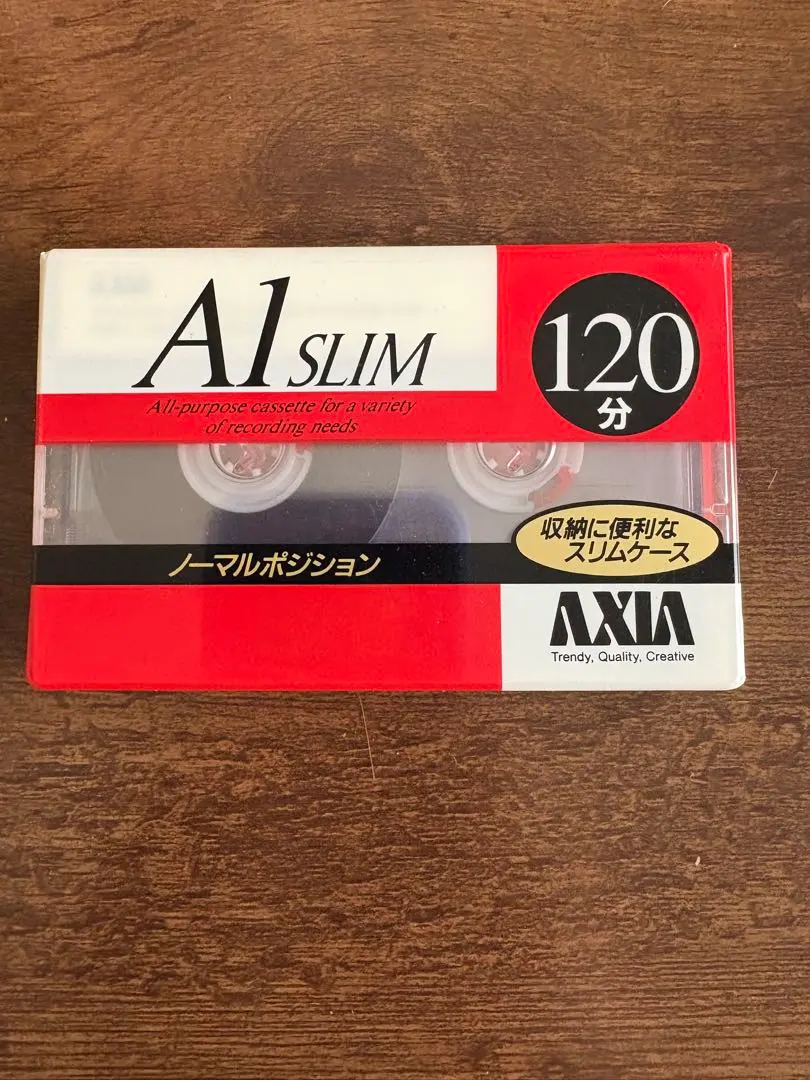 A1 SLIM
All-purpose cassette for a variety
of recording needs
120
分
収納に便利な
スリムケース
ノーマルポジション
AXIA
Trendy, Quality, Creative